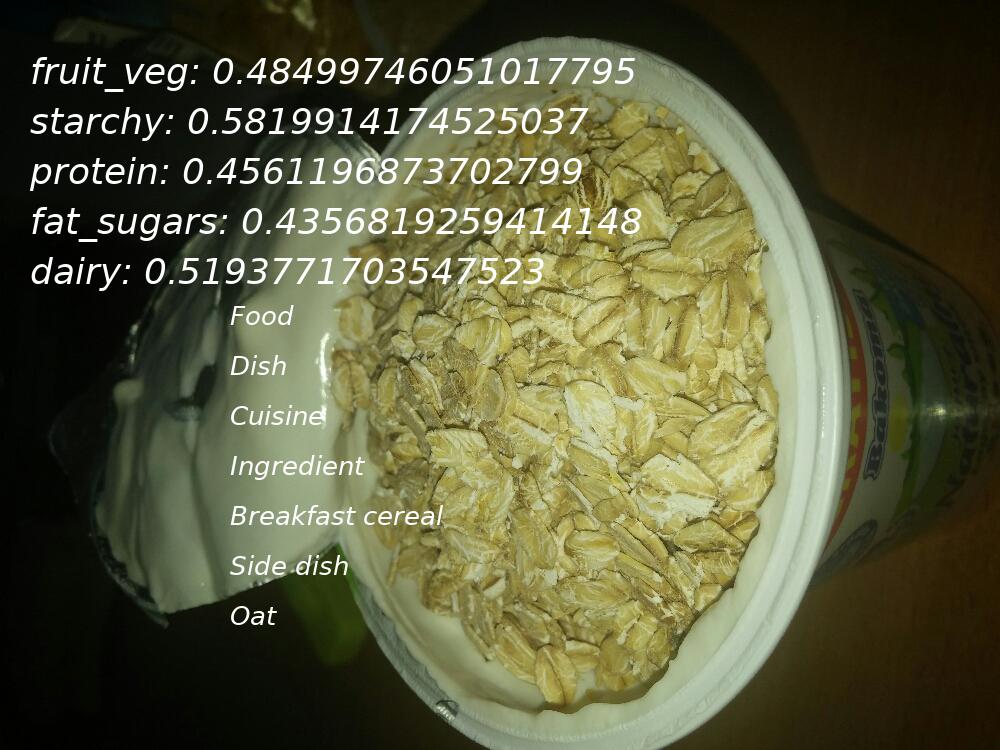 fruit_veg: 0.48499746051017795
starchy: 0.5819914174525037
protein: 0.4561196873702799
fat_sugars: 0.4356819259414148
dairy: 0.5193771703547523
Food
Dish
Cuisine
Ingredient
Breakfast cereal
Side dish
Oat
Bakoma